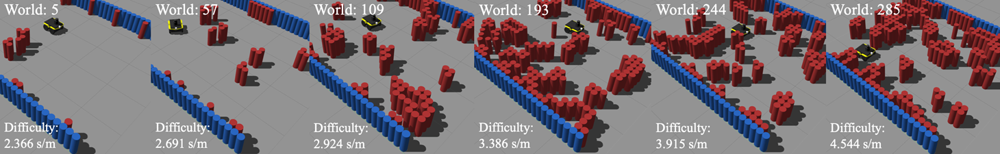 World: 5
Difficulty:
2.366 s/m
World: 57
Difficulty:
2.691 s/m
World: 109
Difficulty:
2.924 s/m
World: 193
Difficulty:
3.386 s/m
World: 244
Difficulty:
3.915 s/m
World: 285
Difficulty:
4.544 s/m